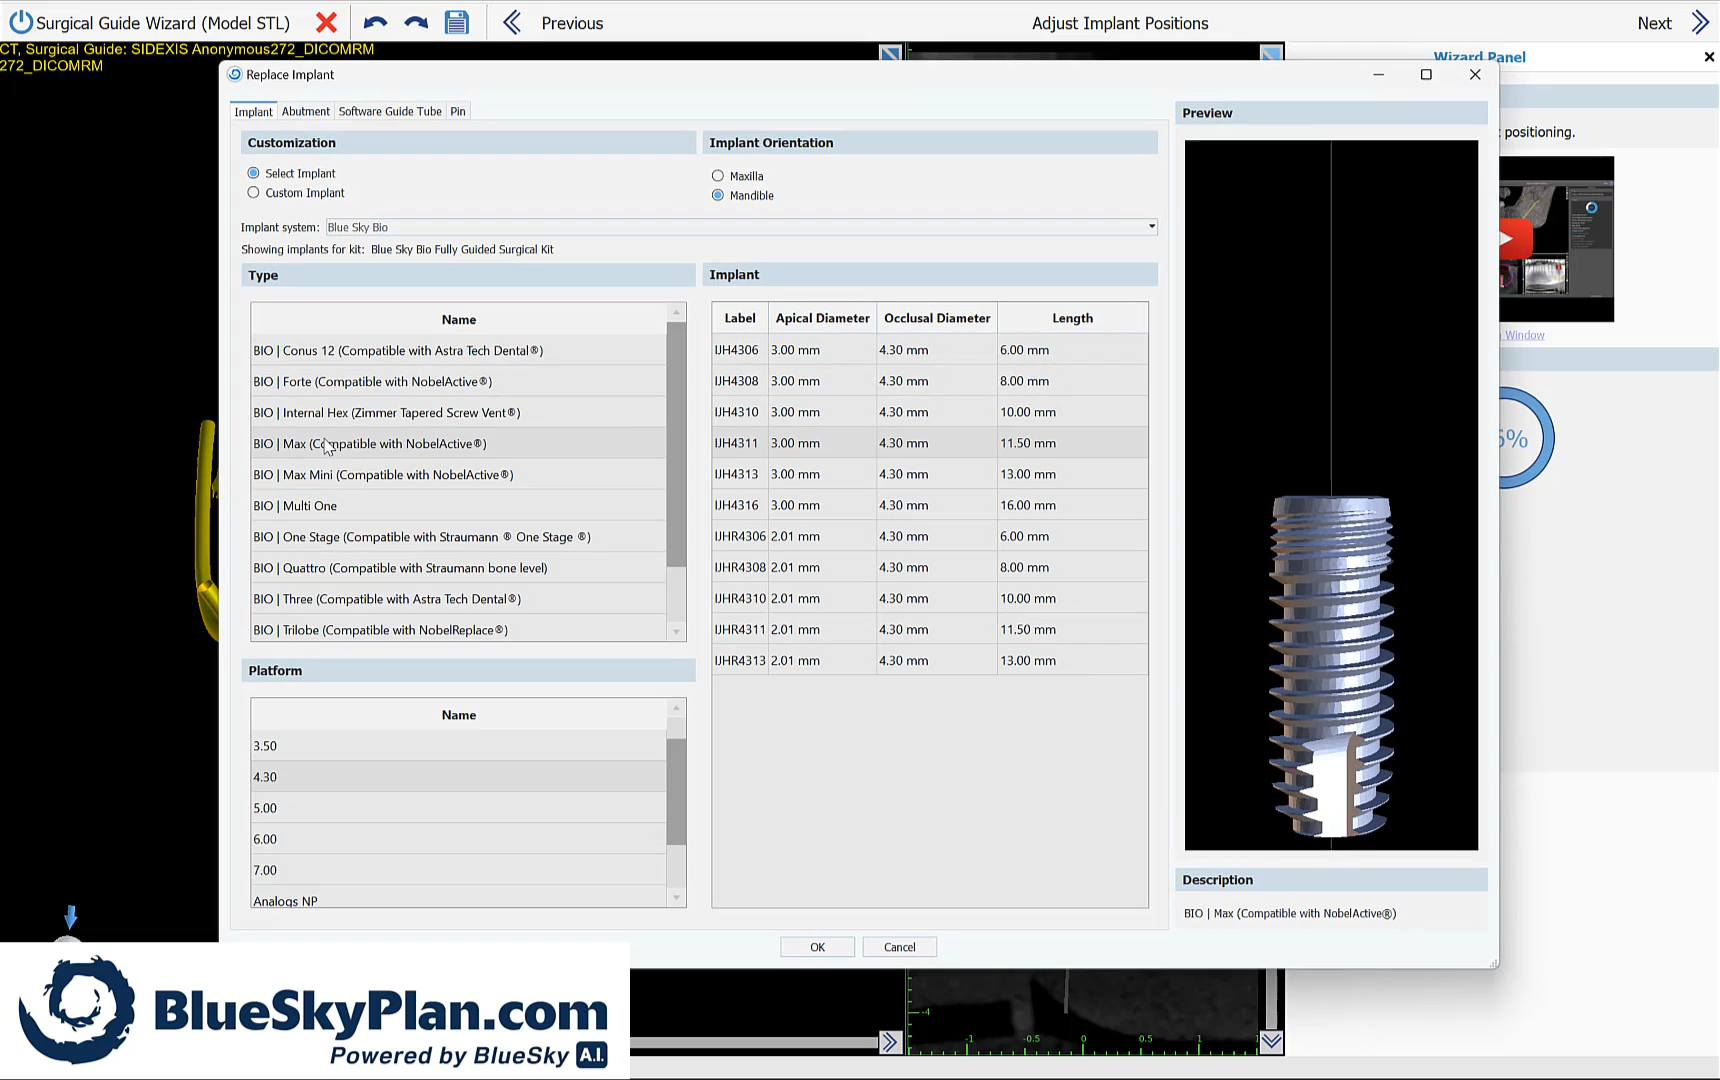 Surgical Guide Wizard (Model STL)
Previous
Adjust Implant Positions
Next
CT, Surgical Guide: SIDEXIS Anonymous272_DICOMRM
272_DICOMRM
Wizard Panel
Replace Implant
Implant Abutment Software Guide Tube Pin
Customization
Select Implant
Custom Implant
Implant Orientation
Maxilla
Mandible
Implant system: Blue Sky Bio
Showing implants for kit: Blue Sky Bio Fully Guided Surgical Kit
Type
Name
BIO | Conus 12 (Compatible with Astra Tech Dental®)
BIO | Forte (Compatible with NobelActive®)
BIO | Internal Hex (Zimmer Tapered Screw Vent®)
BIO | Max (Compatible with NobelActive®)
BIO | Max Mini (Compatible with NobelActive®)
BIO | Multi One
BIO | One Stage (Compatible with Straumann ® One Stage ®)
BIO | Quattro (Compatible with Straumann bone level)
BIO | Three (Compatible with Astra Tech Dental®)
BIO | Trilobe (Compatible with NobelReplace®)
Platform
Name
3.50
4.30
5.00
6.00
7.00
Analogs NP
Implant
Label Apical Diameter Occlusal Diameter Length
IJH4306 3.00 mm 4.30 mm 6.00 mm
IJH4308 3.00 mm 4.30 mm 8.00 mm
IJH4310 3.00 mm 4.30 mm 10.00 mm
IJH4311 3.00 mm 4.30 mm 11.50 mm
IJH4313 3.00 mm 4.30 mm 13.00 mm
IJH4316 3.00 mm 4.30 mm 16.00 mm
IJHR4306 2.01 mm 4.30 mm 6.00 mm
IJHR4308 2.01 mm 4.30 mm 8.00 mm
IJHR4310 2.01 mm 4.30 mm 10.00 mm
IJHR4311 2.01 mm 4.30 mm 11.50 mm
IJHR4313 2.01 mm 4.30 mm 13.00 mm
OK
Cancel
Preview
Description
BIO | Max (Compatible with NobelActive®)
positioning.
Window
%
-4
-1 -0.5 0 0.5 1
BlueSkyPlan.com
Powered by BlueSky A.I.